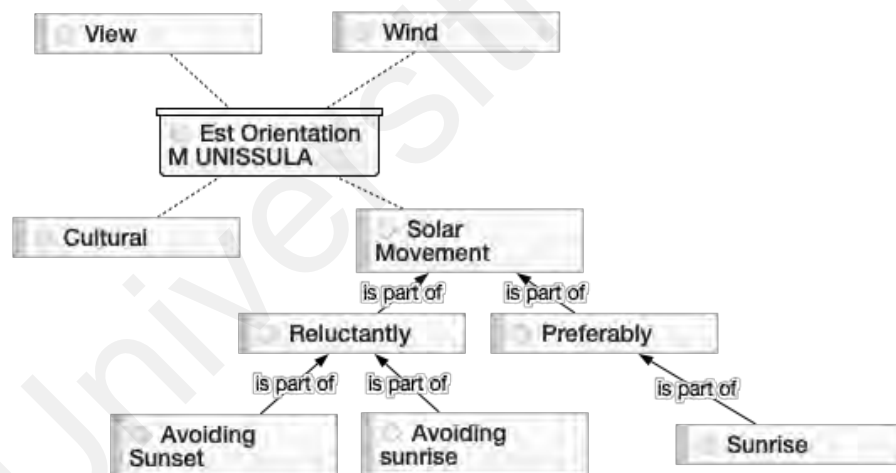 View
Wind
Est Orientation
M UNISSULA
Cultural
Solar
Movement
is part of
is part of
Reluctantly
Preferably
is part of
is part of
is part of
Avoiding
Sunset
Avoiding
sunrise
Sunrise